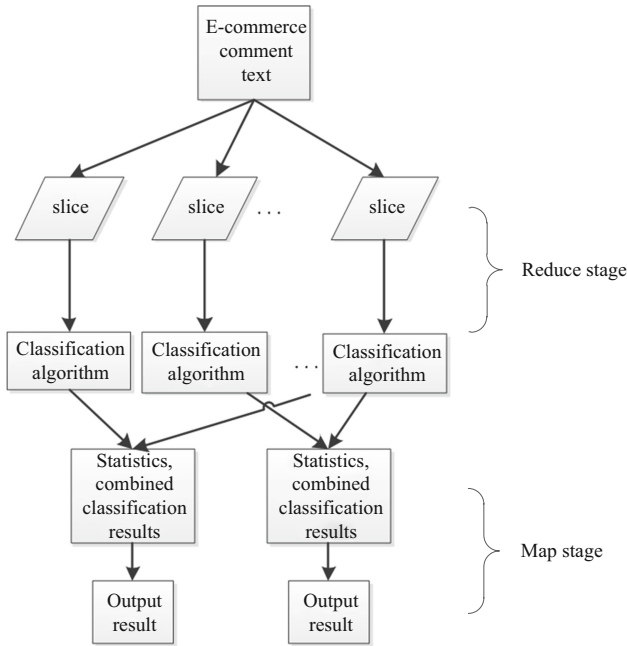 E-commerce
comment
text
slice
slice
...
slice
Reduce stage
Classification
algorithm
Classification
algorithm
...
Classification
algorithm
Statistics,
combined
classification
results
Statistics,
combined
classification
results
Map stage
Output
result
Output
result